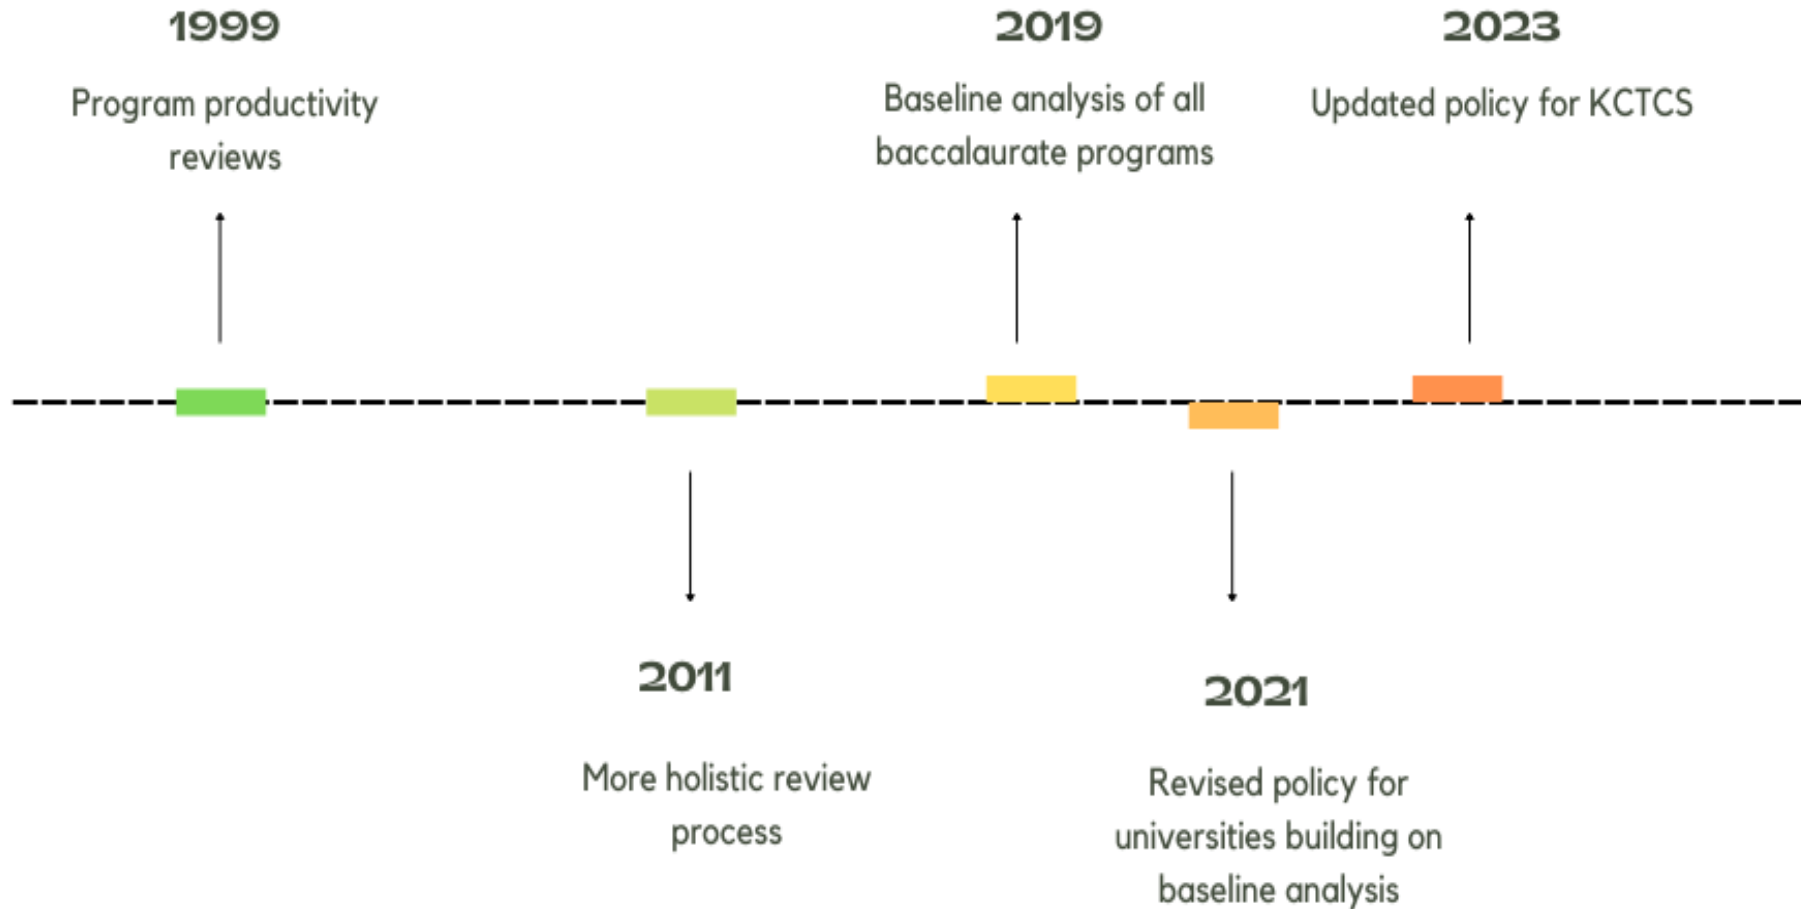 1999
Program productivity
reviews
2019
Baseline analysis of all
baccalaurate programs
2023
Updated policy for KCTCS
2011
More holistic review
process
2021
Revised policy for
universities building on
baseline analysis